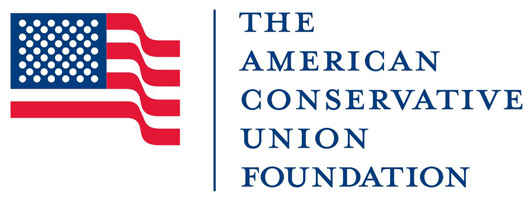 THE
AMERICAN
CONSERVATIVE
UNION
FOUNDATION